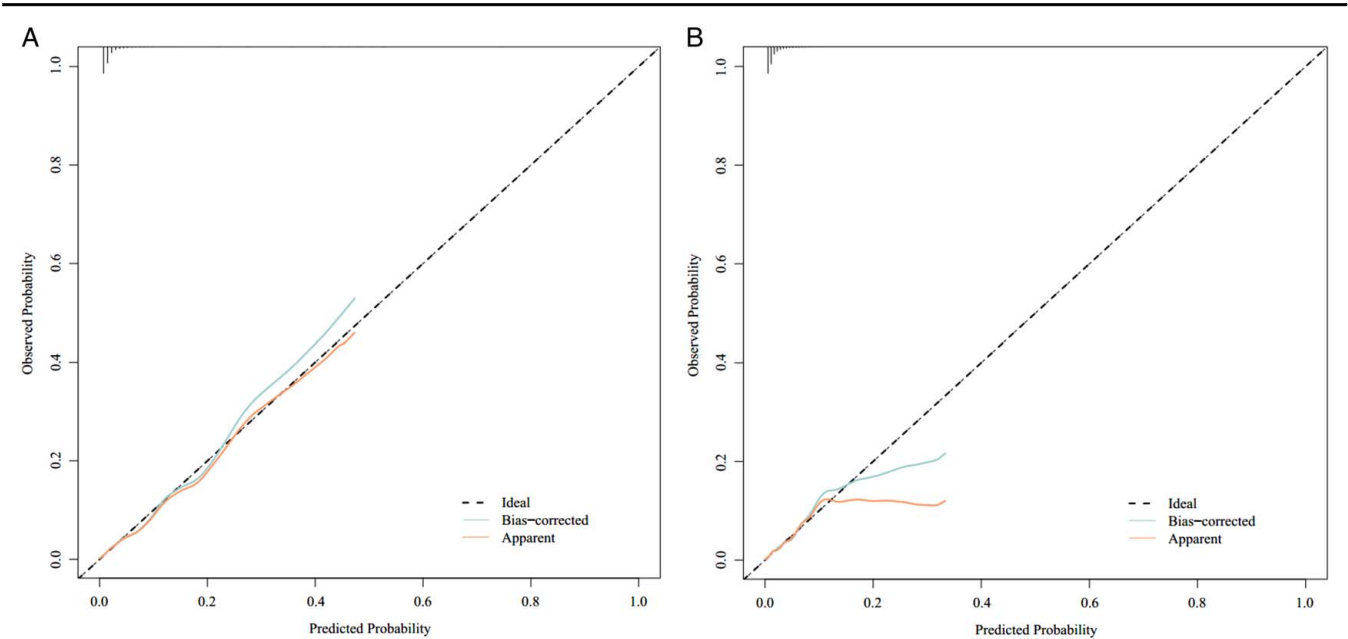 A
1.0
0.8
0.6
0.4
0.2
0.0
Observed Probability
Ideal
Bias-corrected
Apparent
0.0 0.2 0.4 0.6 0.8 1.0
Predicted Probability
B
1.0
0.8
0.6
0.4
0.2
0.0
Observed Probability
Ideal
Bias-corrected
Apparent
0.0 0.2 0.4 0.6 0.8 1.0
Predicted Probability